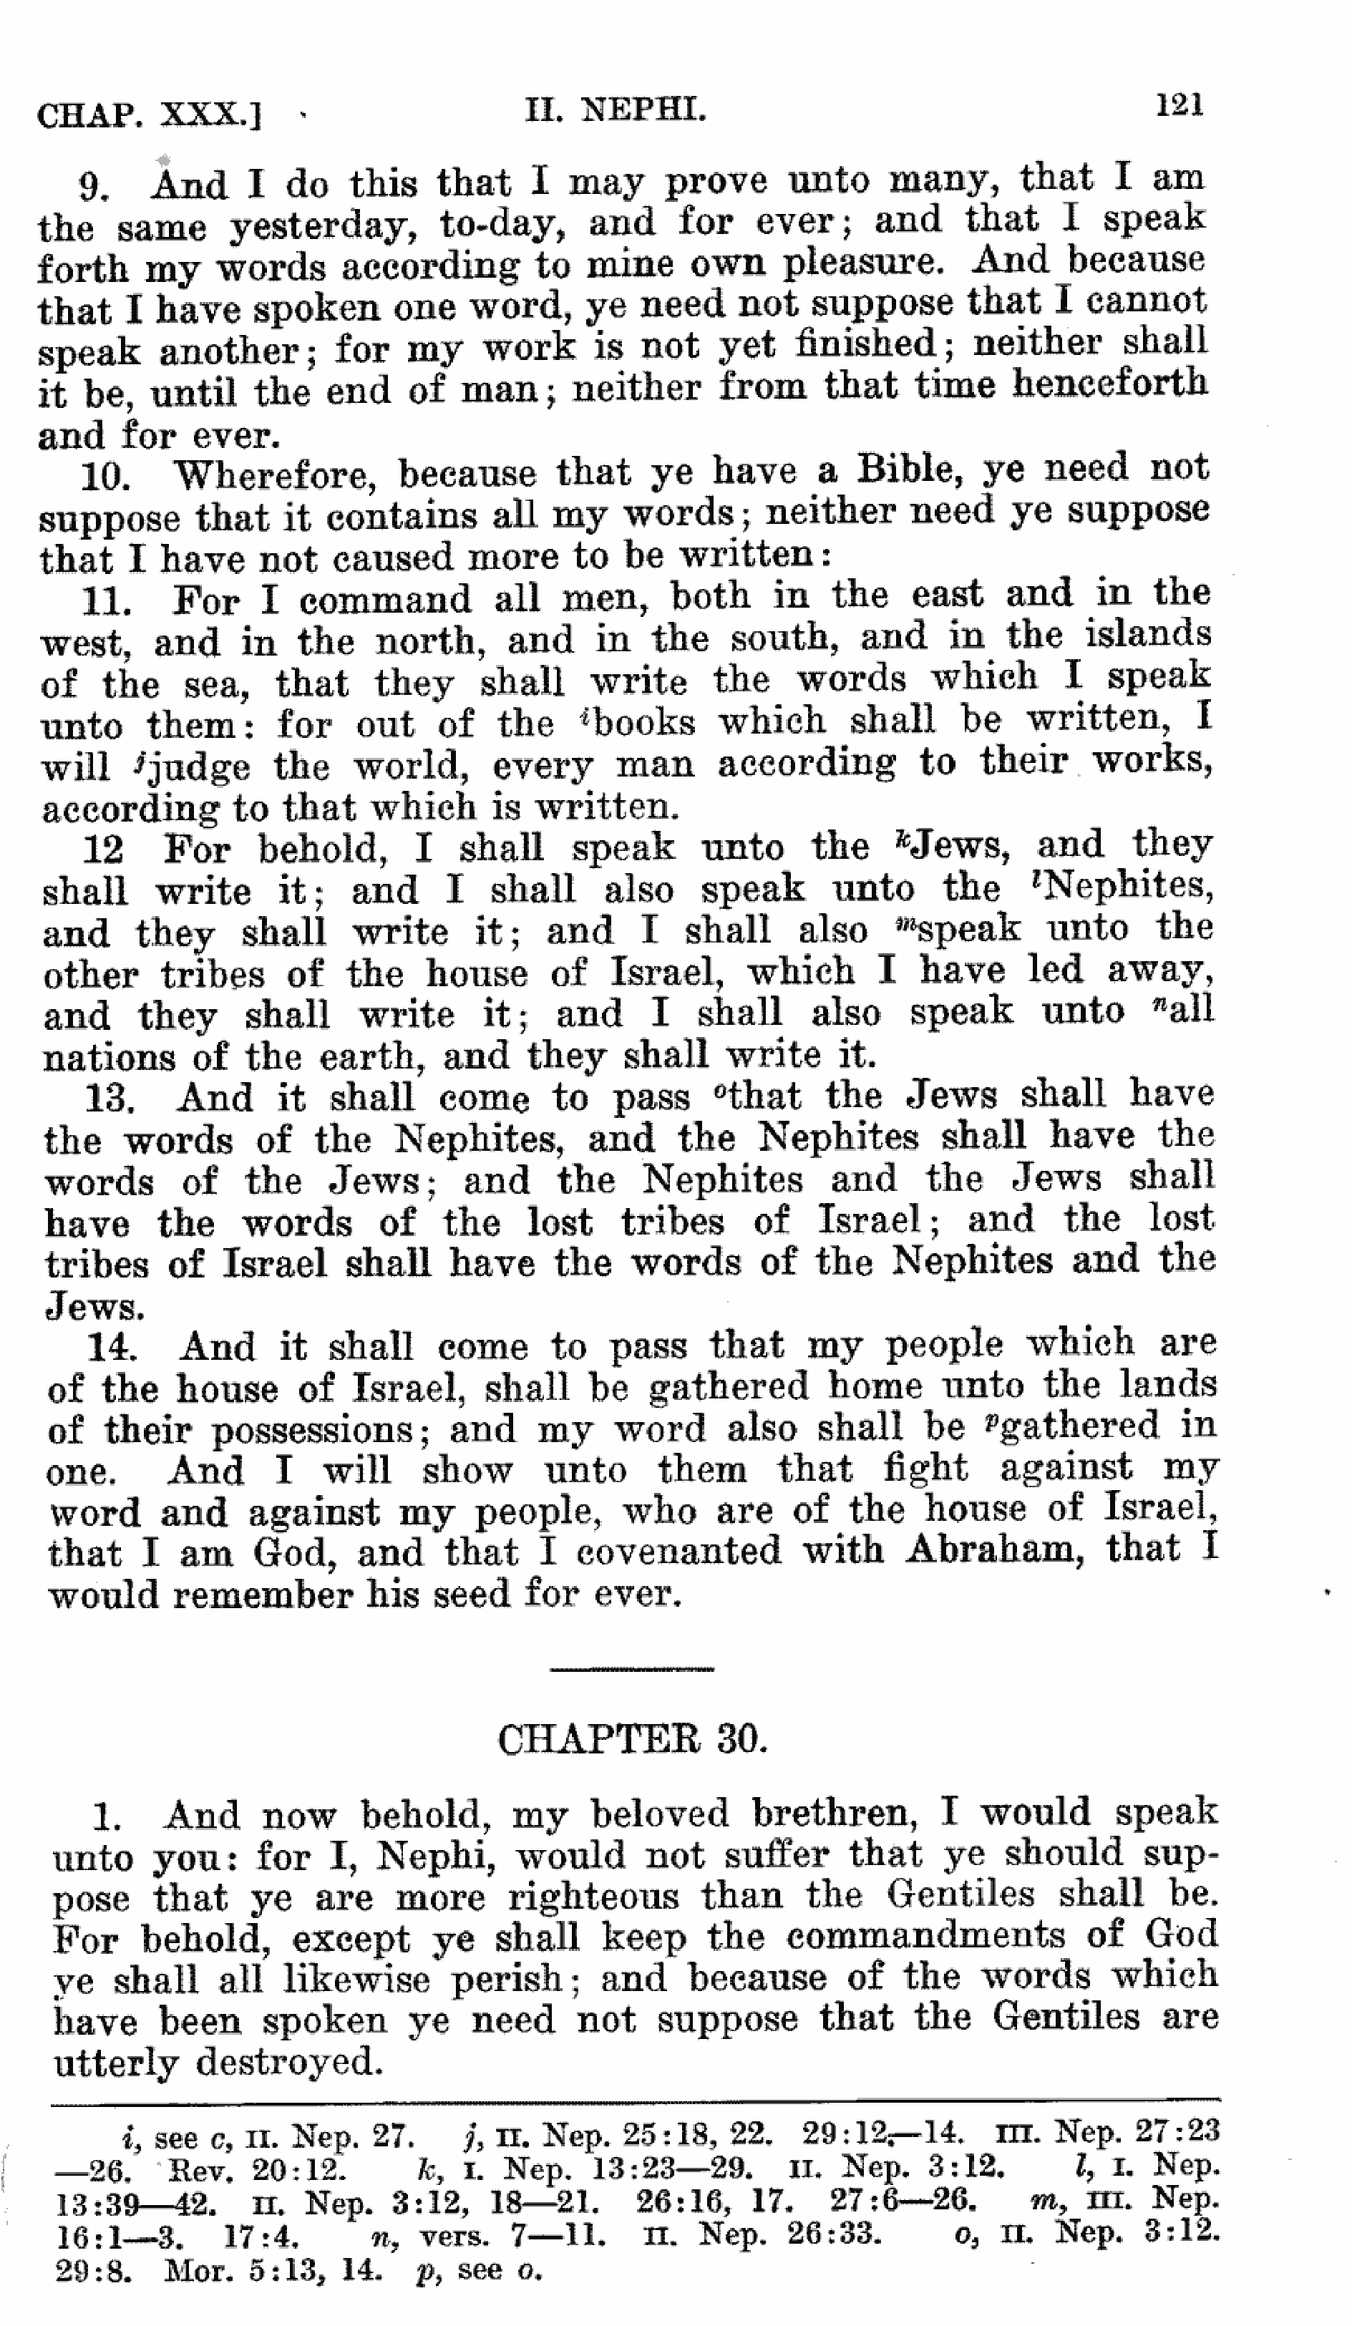 CHAP. XXX.] II. NEPHI. 121
9. And I do this that I may prove unto many, that I am
the same yesterday, to-day, and for ever; and that I speak
forth my words according to mine own pleasure. And because
that I have spoken one word, ye need not suppose that I cannot
speak another; for my work is not yet finished; neither shall
it be, until the end of man; neither from that time henceforth
and for ever.
10. Wherefore, because that ye have a Bible, ye need not
suppose that it contains all my words; neither need ye suppose
that I have not caused more to be written:
11. For I command all men, both in the east and in the
west, and in the north, and in the south, and in the islands
of the sea, that they shall write the words which I speak
unto them: for out of the ibooks which shall be written, I
will jjudge the world, every man according to their works,
according to that which is written.
12 For behold, I shall speak unto the kJews, and they
shall write it; and I shall also speak unto the lNephites,
and they shall write it; and I shall also mspeak unto the
other tribes of the house of Israel, which I have led away,
and they shall write it; and I shall also speak unto nall
nations of the earth, and they shall write it.
13. And it shall come to pass othat the Jews shall have
the words of the Nephites, and the Nephites shall have the
words of the Jews; and the Nephites and the Jews shall
have the words of the lost tribes of Israel; and the lost
tribes of Israel shall have the words of the Nephites and the
Jews.
14. And it shall come to pass that my people which are
of the house of Israel, shall be gathered home unto the lands
of their possessions; and my word also shall be pgathered in
one. And I will show unto them that fight against my
word and against my people, who are of the house of Israel,
that I am God, and that I covenanted with Abraham, that I
would remember his seed for ever.
CHAPTER 30.
1. And now behold, my beloved brethren, I would speak
unto you: for I, Nephi, would not suffer that ye should sup-
pose that ye are more righteous than the Gentiles shall be.
For behold, except ye shall keep the commandments of God
ye shall all likewise perish; and because of the words which
have been spoken ye need not suppose that the Gentiles are
utterly destroyed.
i, see c, II. Nep. 27. j, II. Nep. 25:18, 22. 29:12,—14. III. Nep. 27:23
—26. Rev. 20:12. k, I. Nep. 13:23—29. II. Nep. 3:12. l, I. Nep.
13:39—42. II. Nep. 3:12, 18—21. 26:16, 17. 27:6—26. m, III. Nep.
16:1—3. 17:4. n, vers. 7—11. II. Nep. 26:33. o, II. Nep. 3:12.
29:8. Mor. 5:13, 14. p, see o.